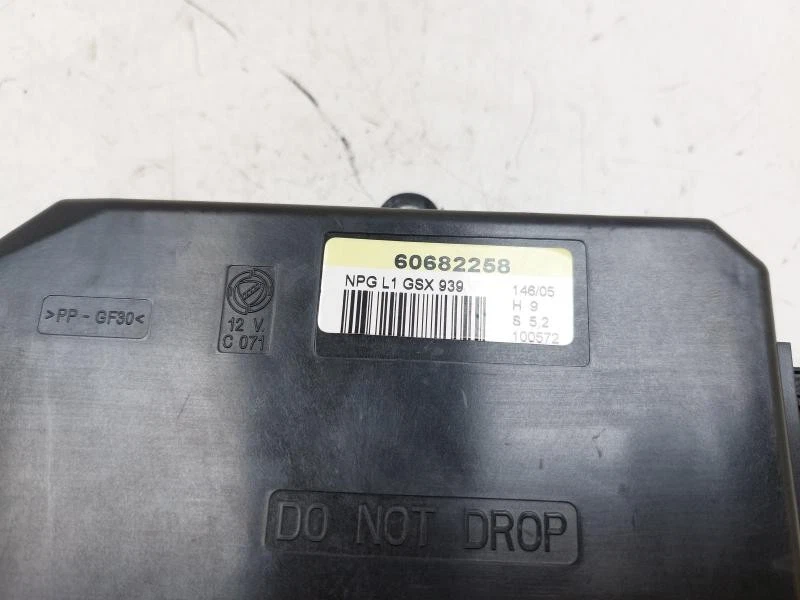 60682258
NPG L1 GSX 939
146/05
H 9
S 5,2
100572
>PP-GF30<
12 V.
C 071
DO NOT DROP